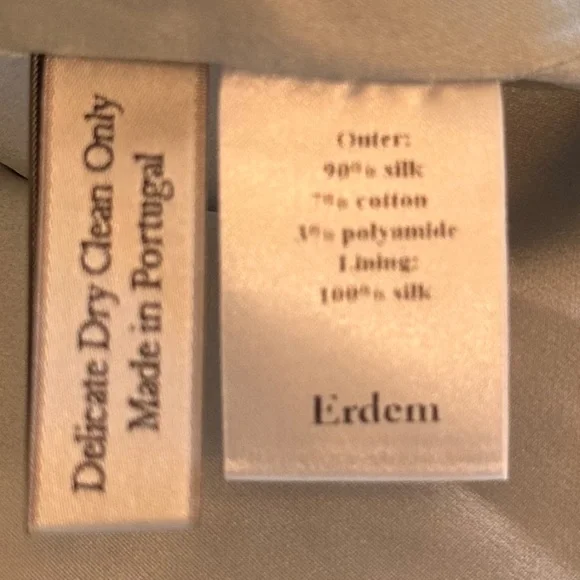 Delicate Dry Clean Only
Made in Portugal
Outer:
90% silk
7% cotton
3% polyamide
Lining:
100% silk
Erdem